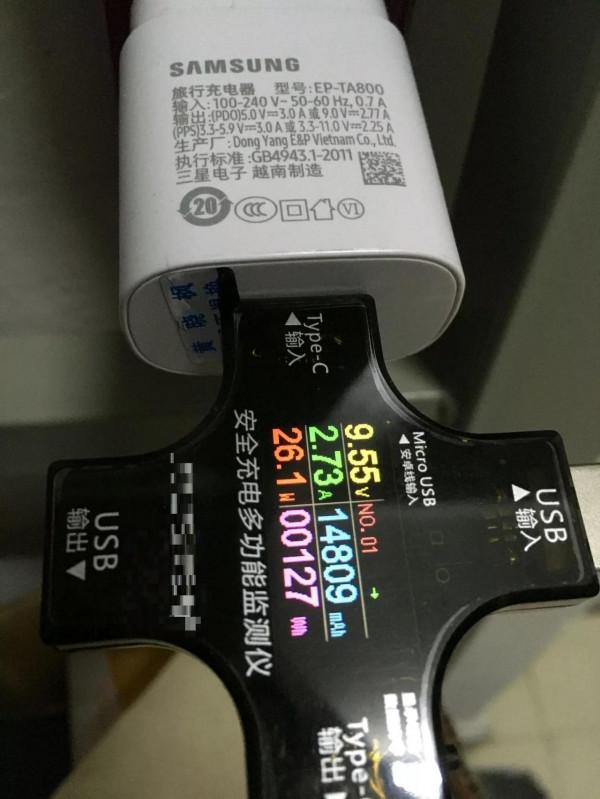 SAMSUNG
旅行充电器 型号: EP-TA800
输入: 100-240 V~ 50-60 Hz, 0.7 A
输出: (PDO)5.0 V⎓3.0 A 或 9.0 V⎓2.77 A
(PPS)3.3-5.9 V⎓3.0 A 或 3.3-11.0 V⎓2.25 A
生产厂: Dong Yang E&P Vietnam Co., Ltd.
执行标准: GB4943.1-2011
三星电子 越南制造
20
CCC
VI
Type-C
◀输入
Micro USB
◀安卓线输入
USB
▲输入
9.55V NO. 01
2.73A 14809 mAh
26.1W 00127 Wh
安全充电多功能监测仪
USB
输出▼
Type-
输出